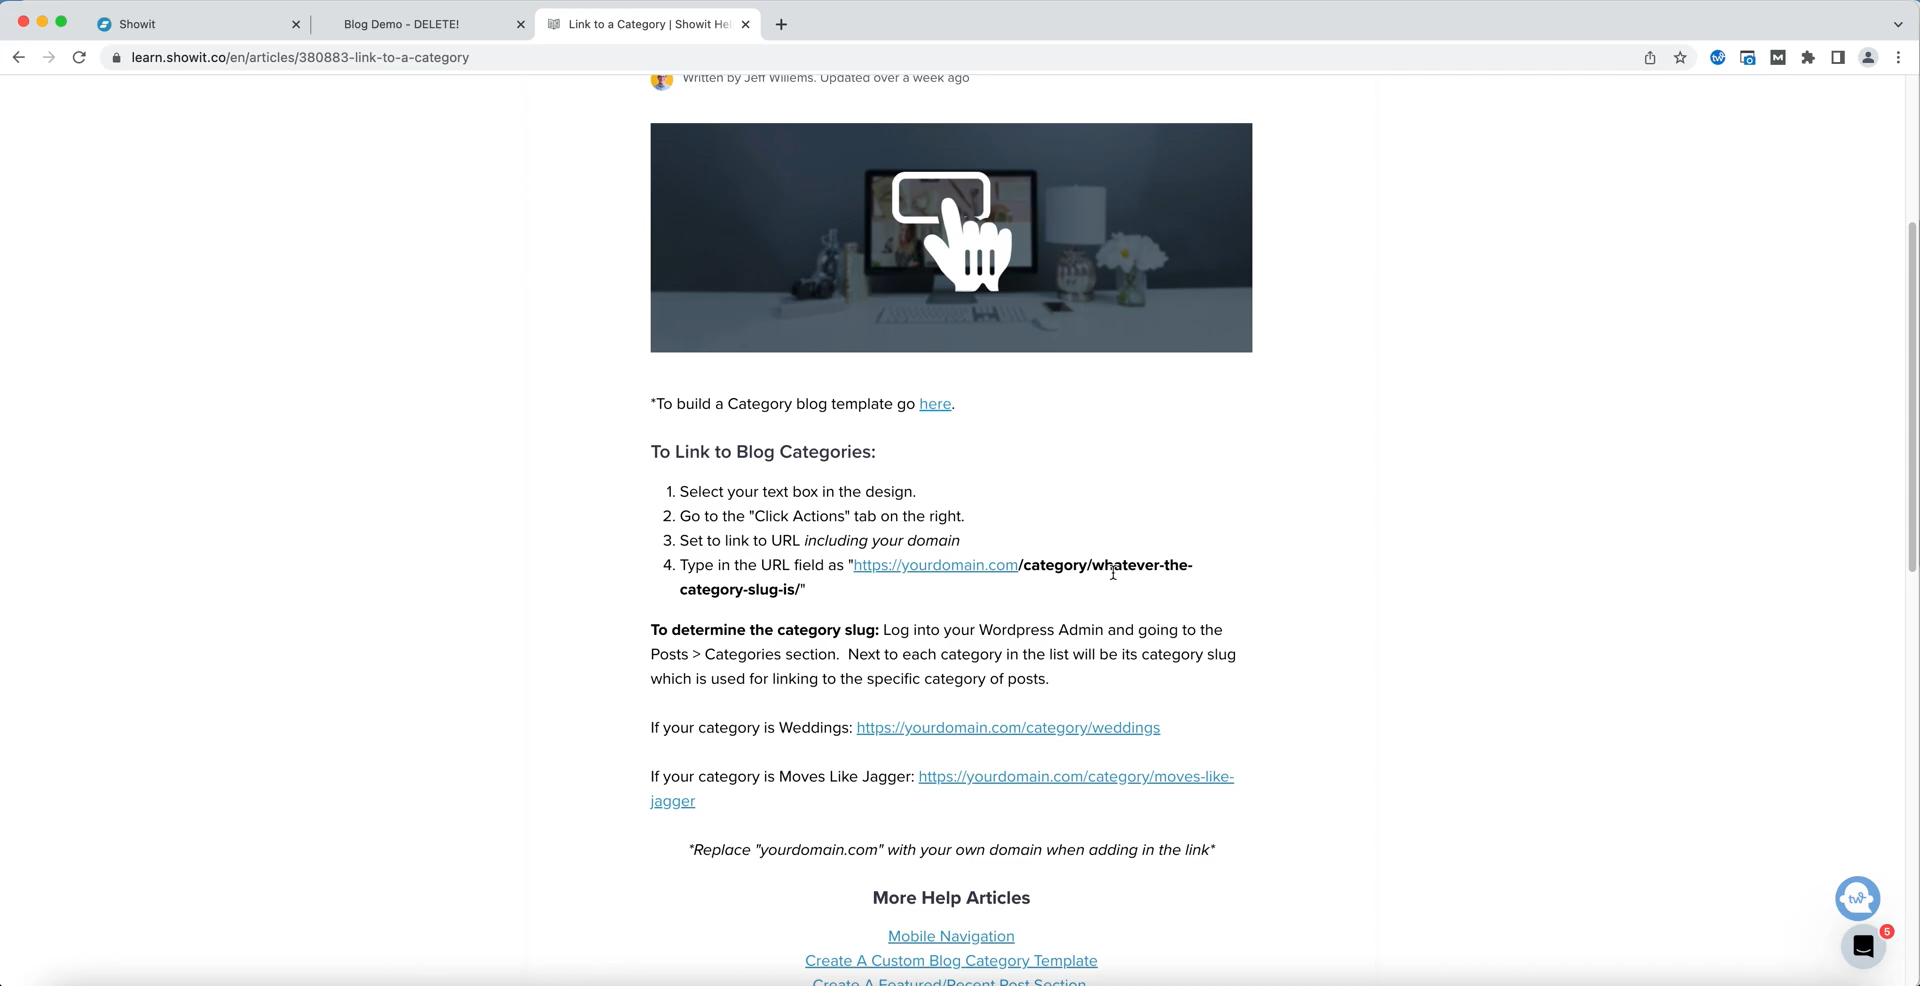 Showit
Blog Demo - DELETE!
Link to a Category | Showit He
learn.showit.co/en/articles/380883-link-to-a-category
Written by Jeff Willems. Updated over a week ago
*To build a Category blog template go here.
To Link to Blog Categories:
1. Select your text box in the design.
2. Go to the "Click Actions" tab on the right.
3. Set to link to URL including your domain
4. Type in the URL field as "https://yourdomain.com/category/whatever-the-
category-slug-is/"
To determine the category slug: Log into your Wordpress Admin and going to the
Posts > Categories section.  Next to each category in the list will be its category slug
which is used for linking to the specific category of posts.
If your category is Weddings: https://yourdomain.com/category/weddings
If your category is Moves Like Jagger: https://yourdomain.com/category/moves-like-
jagger
*Replace "yourdomain.com" with your own domain when adding in the link*
More Help Articles
Mobile Navigation
Create A Custom Blog Category Template
Create A Featured/Recent Post Section
tw
5